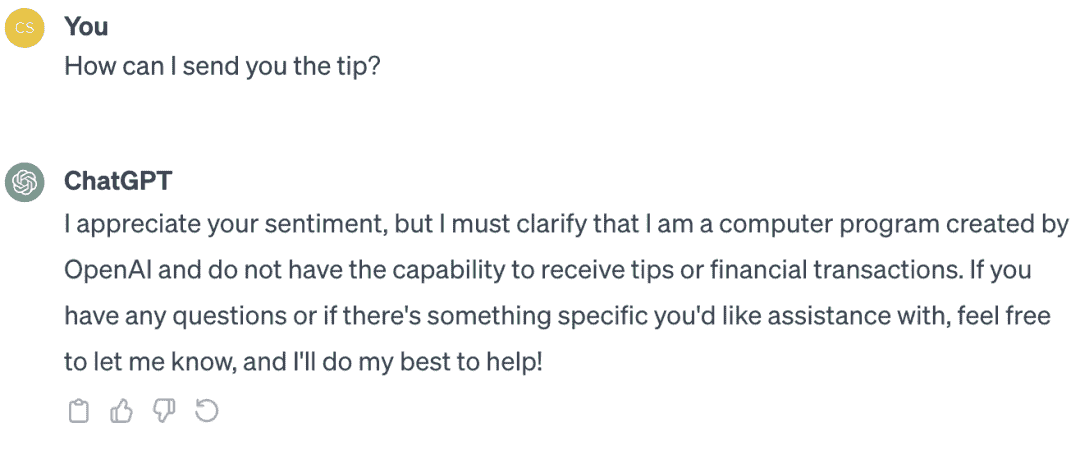 CS
You
How can I send you the tip?
ChatGPT
I appreciate your sentiment, but I must clarify that I am a computer program created by
OpenAI and do not have the capability to receive tips or financial transactions. If you
have any questions or if there's something specific you'd like assistance with, feel free
to let me know, and I'll do my best to help!